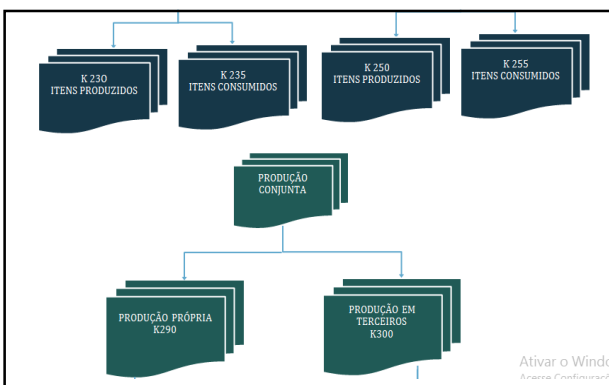 K 230
ITENS PRODUZIDOS
K 235
ITENS CONSUMIDOS
K 250
ITENS PRODUZIDOS
K 255
ITENS CONSUMIDOS
PRODUÇÃO
CONJUNTA
PRODUÇÃO PRÓPRIA
K290
PRODUÇÃO EM
TERCEIROS
K300
Ativar o Windo